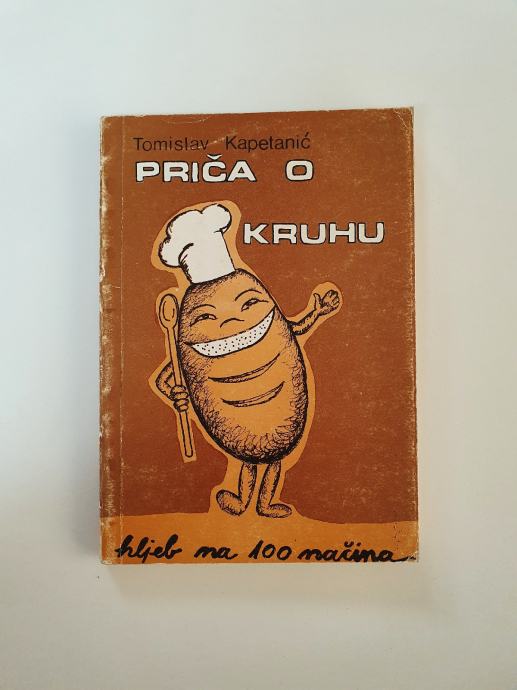 Tomislav Kapetanić
PRIČA O
KRUHU
hljeb na 100 načina